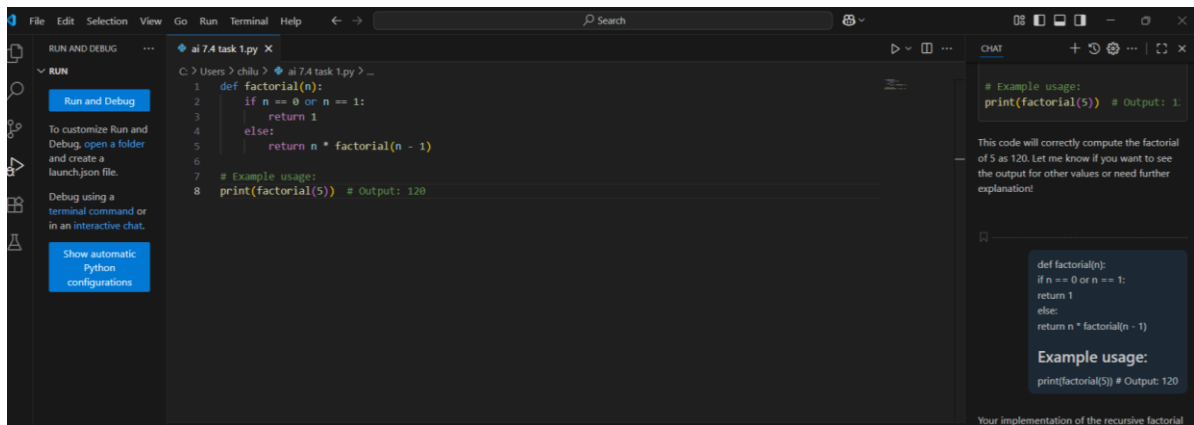 File Edit Selection View Go Run Terminal Help ← → Search
RUN AND DEBUG ...
RUN
Run and Debug
To customize Run and
Debug, open a folder
and create a
launch.json file.
Debug using a
terminal command or
in an interactive chat.
Show automatic
Python
configurations
ai 7.4 task 1.py ×
C: > Users > chilu > ai 7.4 task 1.py > ...
1 def factorial(n):
2     if n == 0 or n == 1:
3         return 1
4     else:
5         return n * factorial(n - 1)
6
7 # Example usage:
8 print(factorial(5))  # Output: 120
CHAT
# Example usage:
print(factorial(5))  # Output: 1
This code will correctly compute the factorial
of 5 as 120. Let me know if you want to see
the output for other values or need further
explanation!
def factorial(n):
if n == 0 or n == 1:
return 1
else:
return n * factorial(n - 1)
Example usage:
print(factorial(5)) # Output: 120
Your implementation of the recursive factorial